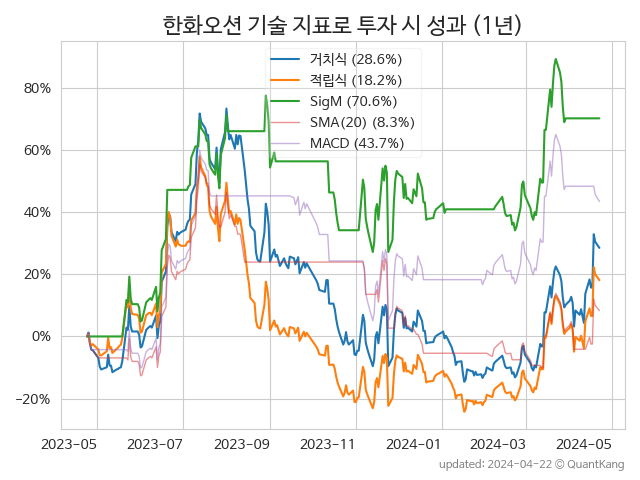 한화오션 기술 지표로 투자 시 성과 (1년)
거치식 (28.6%)
적립식 (18.2%)
SigM (70.6%)
SMA(20) (8.3%)
MACD (43.7%)
80%
60%
40%
20%
0%
−20%
2023-05 2023-07 2023-09 2023-11 2024-01 2024-03 2024-05
updated: 2024-04-22 © QuantKang